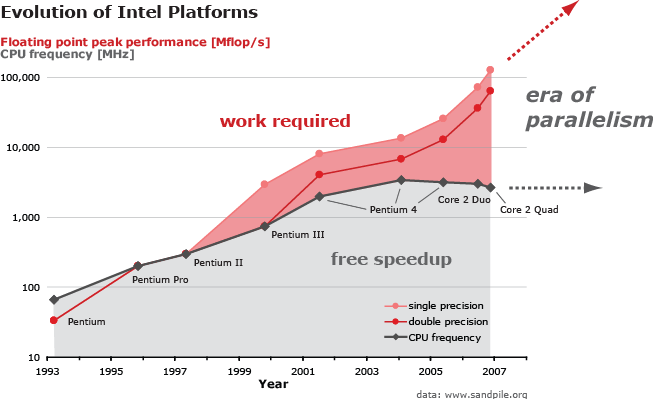 Evolution of Intel Platforms
Floating point peak performance [Mflop/s]
CPU frequency [MHz]
100,000
10,000
1,000
100
10
work required
era of
parallelism
free speedup
Pentium
Pentium Pro
Pentium II
Pentium III
Pentium 4
Core 2 Duo
Core 2 Quad
single precision
double precision
CPU frequency
1993
1995
1997
1999
2001
2003
2005
2007
Year
data: www.sandpile.org